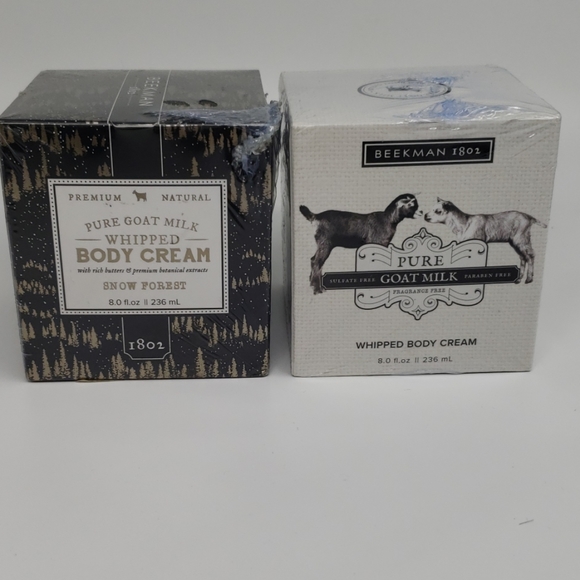 BEEKMAN
1802
PREMIUM NATURAL
PURE GOAT MILK
WHIPPED
BODY CREAM
with rich butters & premium botanical extracts
SNOW FOREST
8.0 fl.oz || 236 mL
1802
BEEKMAN 1802
PURE
SULFATE FREE GOAT MILK PARABEN FREE
FRAGRANCE FREE
WHIPPED BODY CREAM
8.0 fl.oz || 236 mL